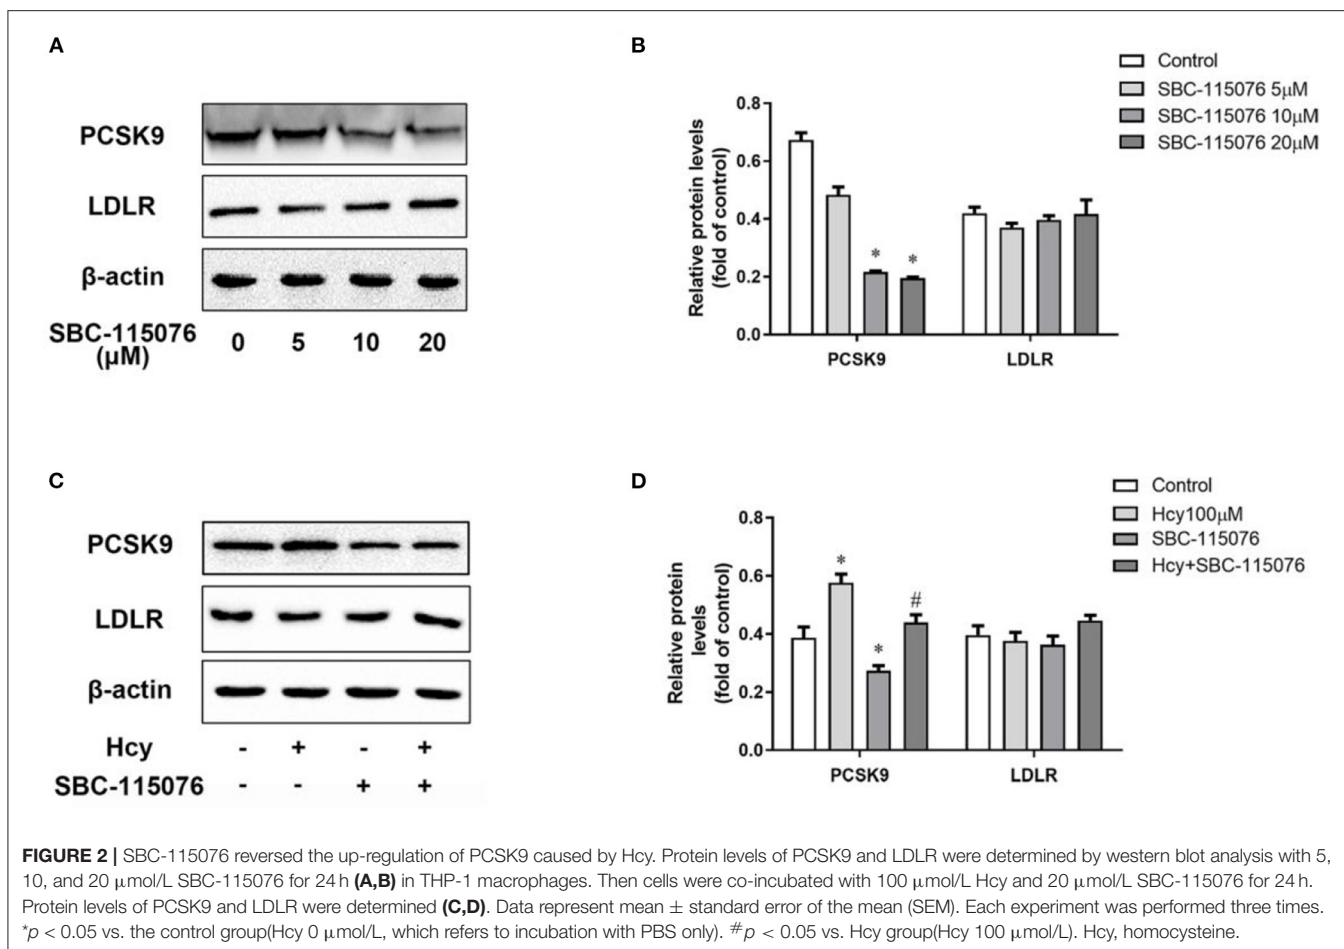 A
PCSK9
LDLR
β-actin
SBC-115076
(μM)
0 5 10 20
B
Control
SBC-115076 5μM
SBC-115076 10μM
SBC-115076 20μM
Relative protein levels
(fold of control)
0.8
0.6
0.4
0.2
0.0
* *
PCSK9 LDLR
C
PCSK9
LDLR
β-actin
Hcy - + - +
SBC-115076 - - + +
D
Control
Hcy100μM
SBC-115076
Hcy+SBC-115076
Relative protein
levels
(fold of control)
0.8
0.6
0.4
0.2
0.0
* * #
PCSK9 LDLR
FIGURE 2 | SBC-115076 reversed the up-regulation of PCSK9 caused by Hcy. Protein levels of PCSK9 and LDLR were determined by western blot analysis with 5,
10, and 20 μmol/L SBC-115076 for 24 h (A,B) in THP-1 macrophages. Then cells were co-incubated with 100 μmol/L Hcy and 20 μmol/L SBC-115076 for 24 h.
Protein levels of PCSK9 and LDLR were determined (C,D). Data represent mean ± standard error of the mean (SEM). Each experiment was performed three times.
*p < 0.05 vs. the control group(Hcy 0 μmol/L, which refers to incubation with PBS only). #p < 0.05 vs. Hcy group(Hcy 100 μmol/L). Hcy, homocysteine.